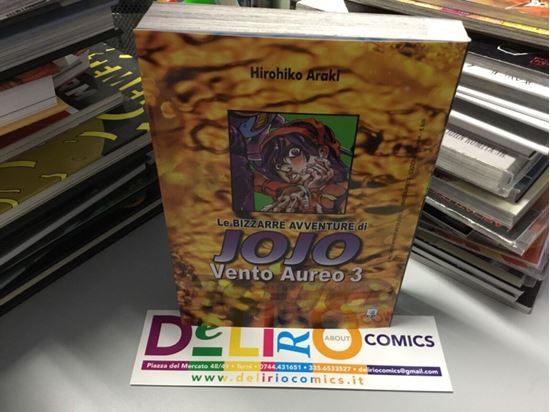 Hirohiko Araki
Le BIZZARRE AVVENTURE di
JOJO
Vento Aureo 3
DeLIRIO ABOUT COMICS
Piazza del Mercato 48/49 • Terni • 0744.431651 • 335.6533527 • deliriocomics@gmail.com
www.deliriocomics.it